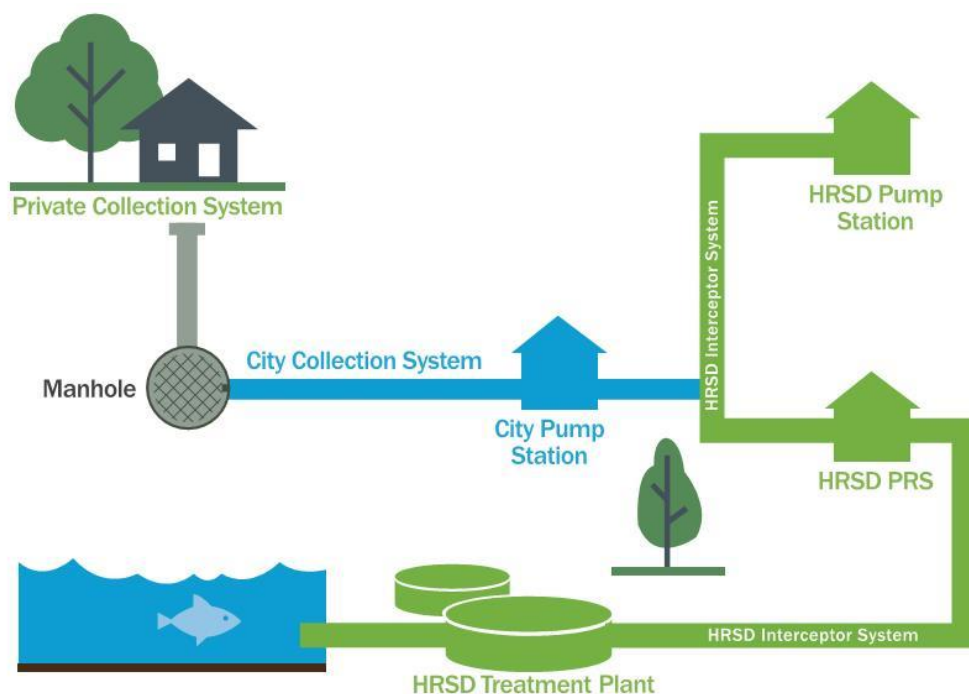 Private Collection System
HRSD Pump
Station
HRSD Interceptor System
City Collection System
Manhole
City Pump
Station
HRSD PRS
HRSD Interceptor System
HRSD Treatment Plant